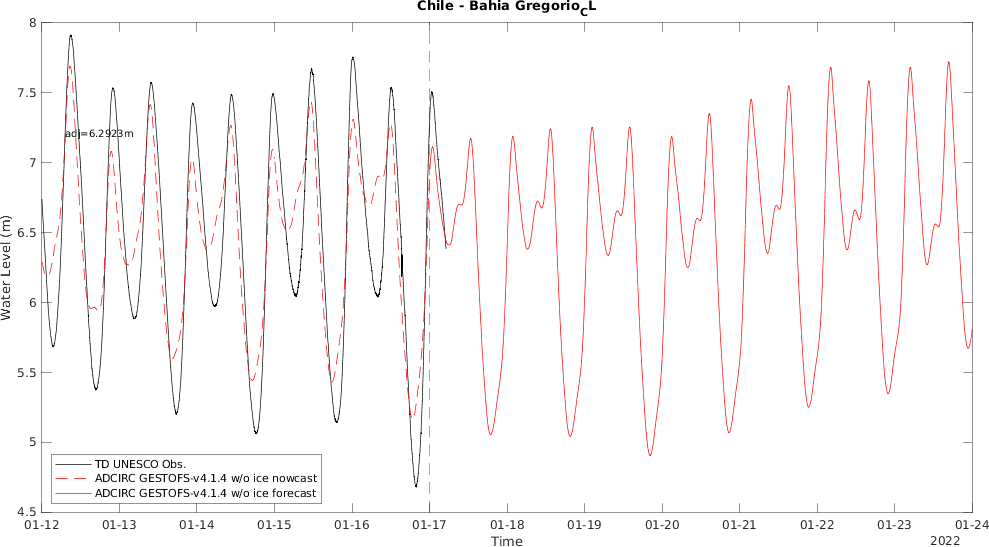 Chile - Bahia Gregorio_CL
8
7.5
7
6.5
6
5.5
5
4.5
Water Level (m)
adj=6.2923m
TD UNESCO Obs.
ADCIRC GESTOFS-v4.1.4 w/o ice nowcast
ADCIRC GESTOFS-v4.1.4 w/o ice forecast
01-12 01-13 01-14 01-15 01-16 01-17 01-18 01-19 01-20 01-21 01-22 01-23 01-24
Time
2022